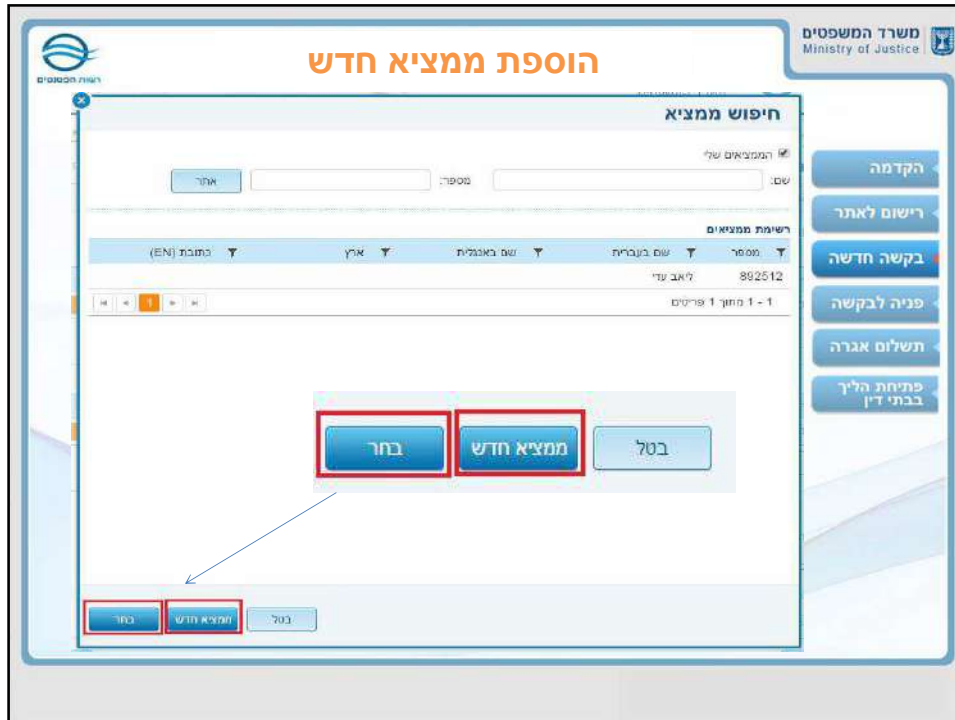 משרד המשפטים
Ministry of Justice
רשות הפטנטים
הוספת ממציא חדש
חיפוש ממציא
הממציאים שלי
שם: מספר: אתר
רשימת ממציאים
מספר שם בעברית שם באנגלית ארץ כתובת (EN)
892512 ליאב עדי
1 - 1 מתוך 1 פריטים 1
בטל ממציא חדש בחר
בטל ממציא חדש בחר
הקדמה
רישום לאתר
בקשה חדשה
פניה לבקשה
תשלום אגרה
פתיחת הליך
בבתי דין